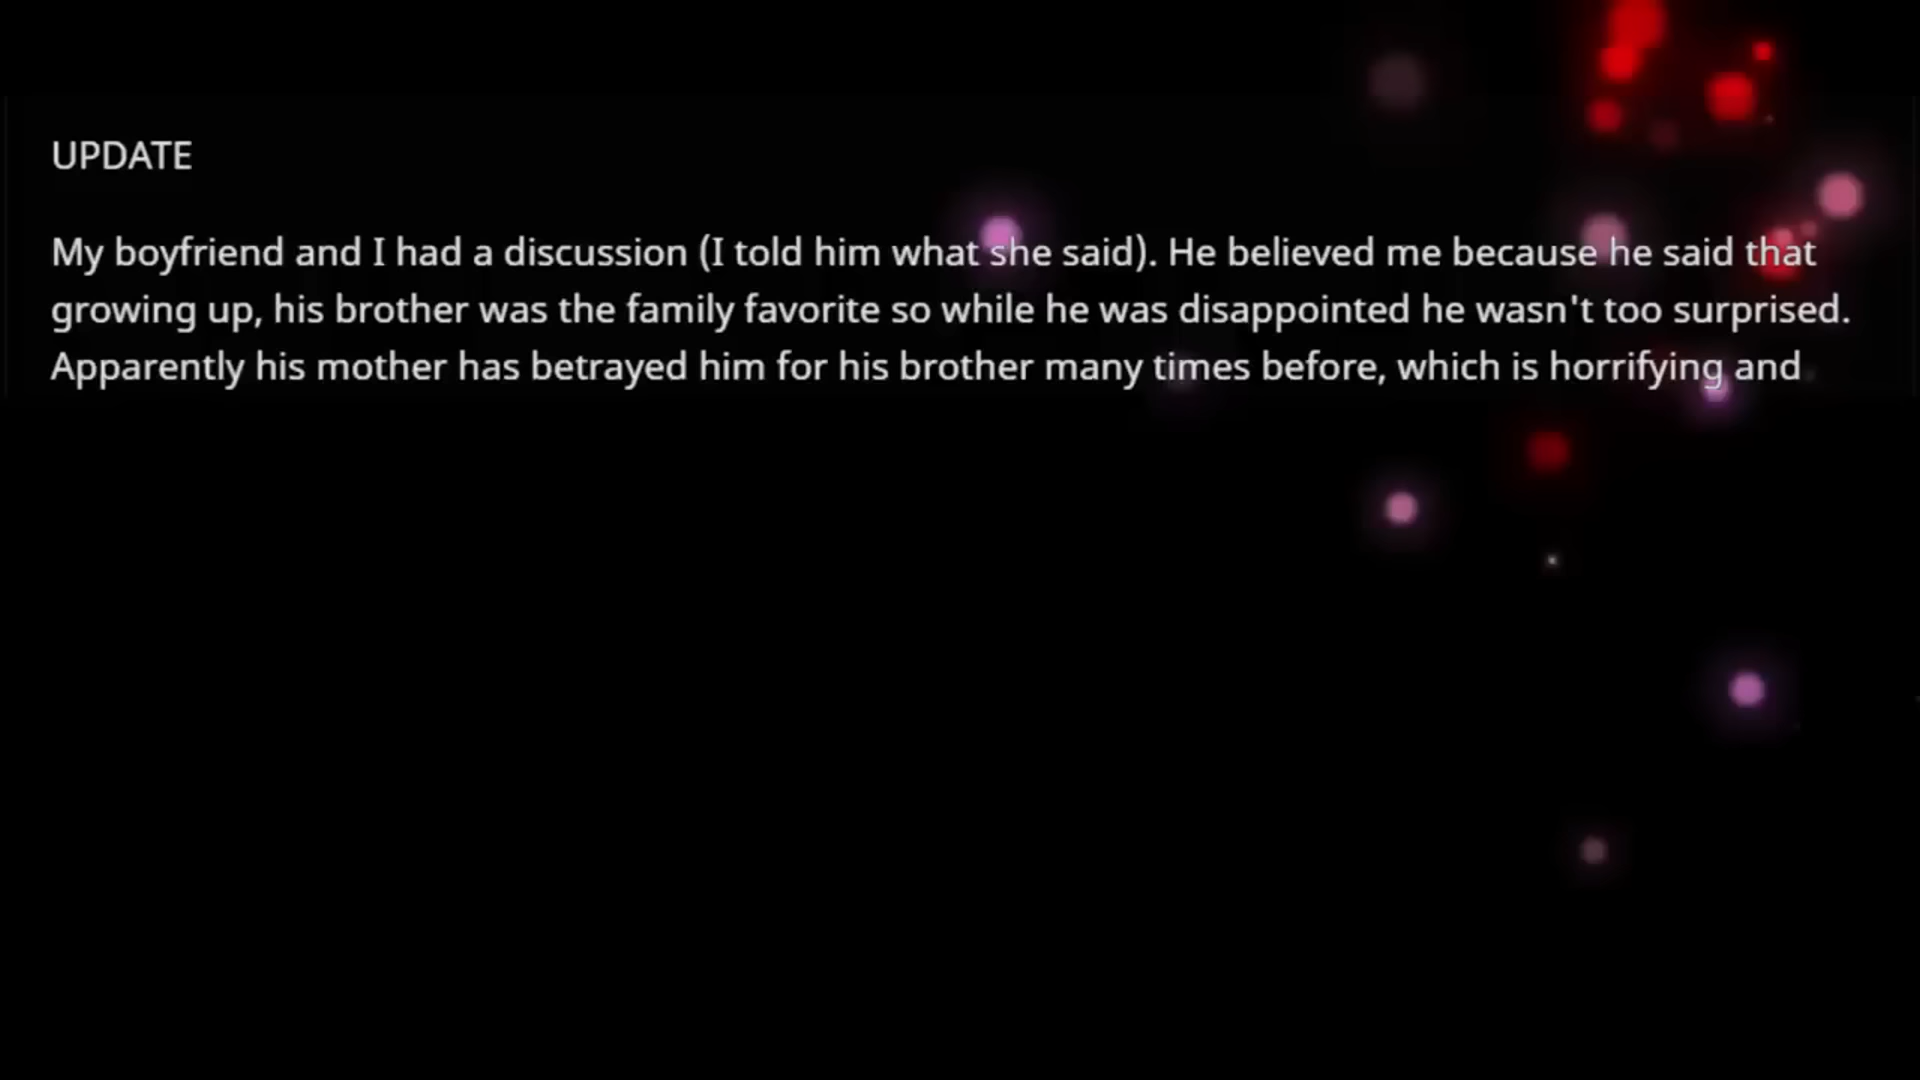 UPDATE
My boyfriend and I had a discussion (I told him what she said). He believed me because he said that
growing up, his brother was the family favorite so while he was disappointed he wasn't too surprised.
Apparently his mother has betrayed him for his brother many times before, which is horrifying and